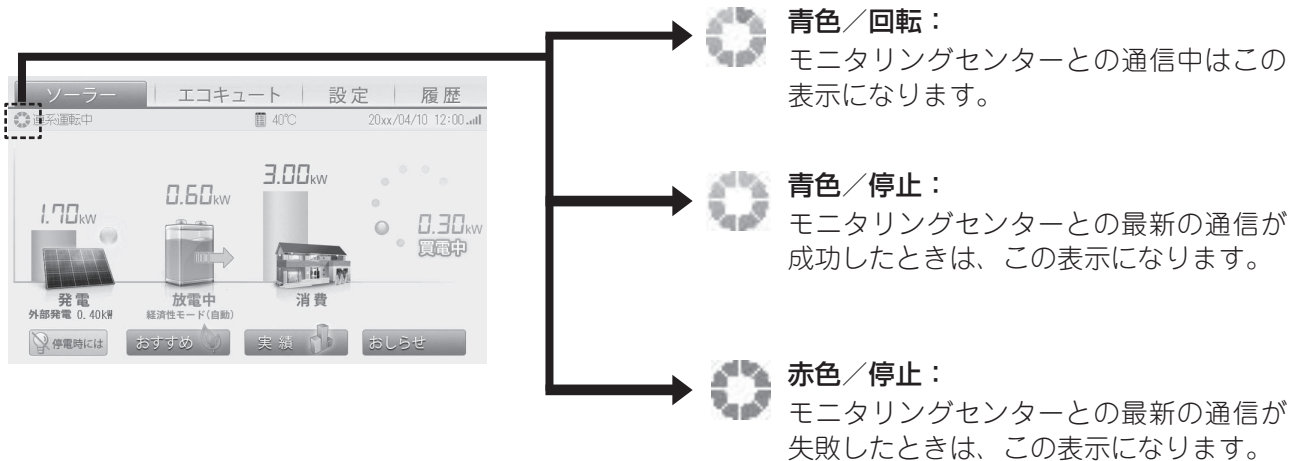 青色／回転：
モニタリングセンターとの通信中はこの
表示になります。
ソーラー
エコキュート
設定
履歴
連系運転中
40℃
20xx/04/10 12:00
3.00kW
0.60kW
1.70kW
0.30kW
買電中
発電
外部発電 0.40kW
放電中
経済性モード(自動)
消費
停電時には
おすすめ
実績
おしらせ
青色／停止：
モニタリングセンターとの最新の通信が
成功したときは、この表示になります。
赤色／停止：
モニタリングセンターとの最新の通信が
失敗したときは、この表示になります。